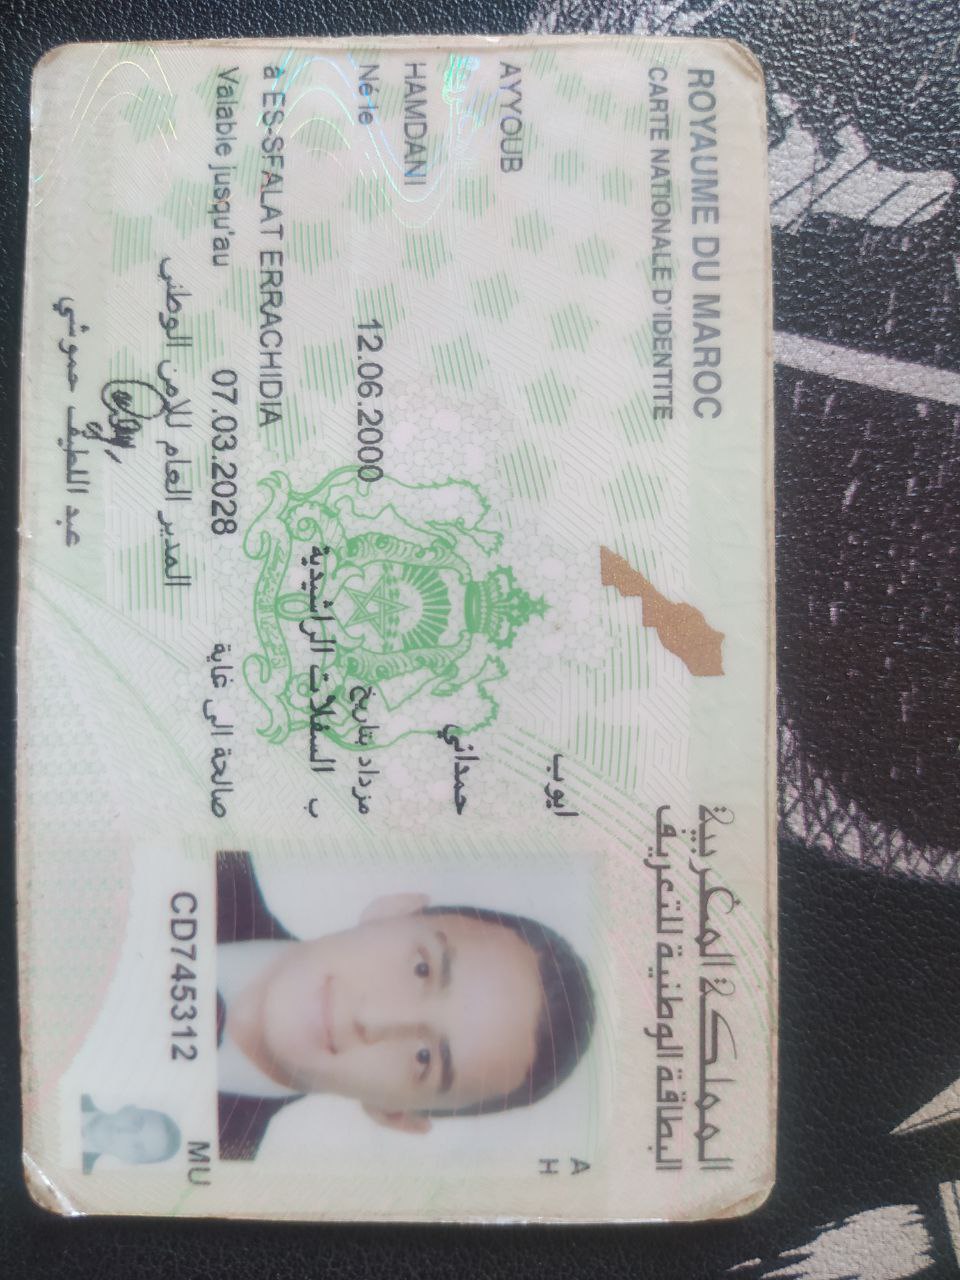 ROYAUME DU MAROC
المملكة المغربية
CARTE NATIONALE D'IDENTITE
البطاقة الوطنية للتعريف
A
H
ايوب
AYYOUB
حمداني
HAMDANI
Né le 12.06.2000 مزداد بتاريخ
ب السفلات الراشيدية
à ES-SFALAT ERRACHIDIA
Valable jusqu'au 07.03.2028 صالحة الى غاية
المدير العام للامن الوطني
عبد اللطيف حموشي
MU
CD745312